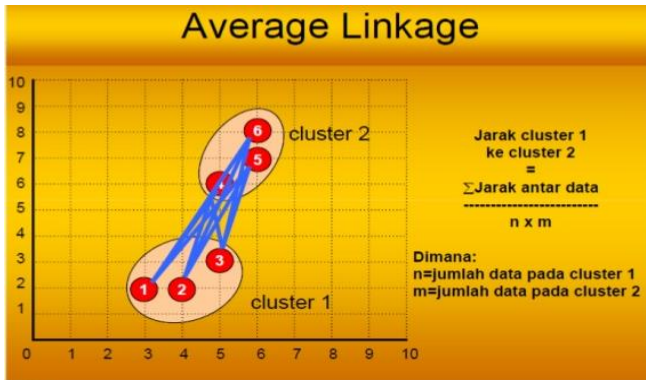 Average Linkage
10
9
8
7
6
5
4
3
2
1
0 1 2 3 4 5 6 7 8 9 10
6
cluster 2
5
4
3
1 2
cluster 1
Jarak cluster 1
ke cluster 2
=
ΣJarak antar data
-------------------------
n x m
Dimana:
n=jumlah data pada cluster 1
m=jumlah data pada cluster 2